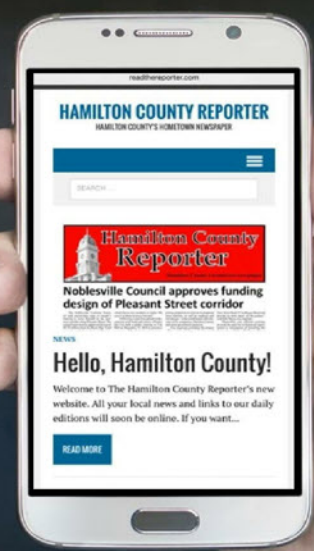 readthereporter.com
HAMILTON COUNTY REPORTER
HAMILTON COUNTY'S HOMETOWN NEWSPAPER
SEARCH ...
Hamilton County
Reporter
Noblesville Council approves funding
design of Pleasant Street corridor
NEWS
Hello, Hamilton County!
Welcome to The Hamilton County Reporter's new
website. All your local news and links to our daily
editions will soon be online. If you want...
READ MORE